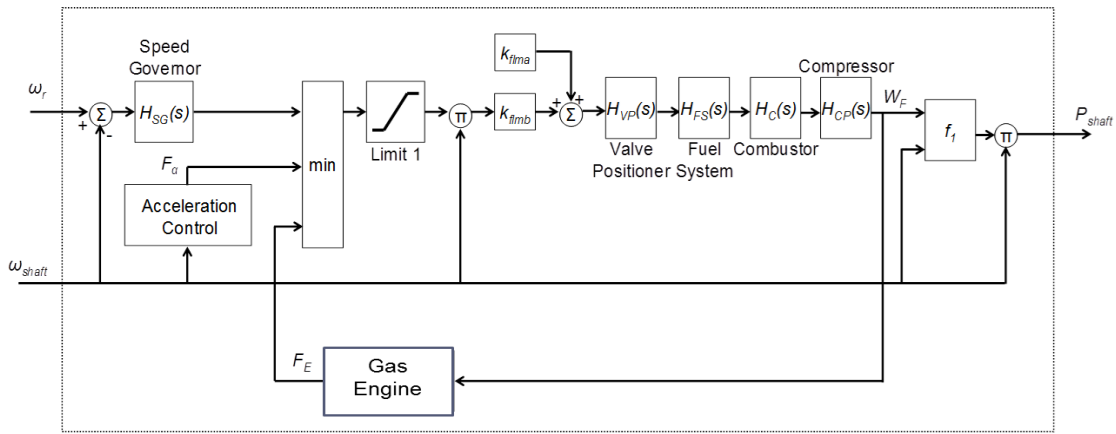 Speed
Governor
ω_r
Σ
+
-
H_SG(s)
F_α
Acceleration
Control
ω_shaft
min
Limit 1
π
k_flma
k_flmb
+
+
Σ
H_VP(s)
H_FS(s)
H_C(s)
Compressor
H_CP(s)
Valve
Positioner
Fuel
System
Combustor
W_F
f_1
π
P_shaft
F_E
Gas
Engine